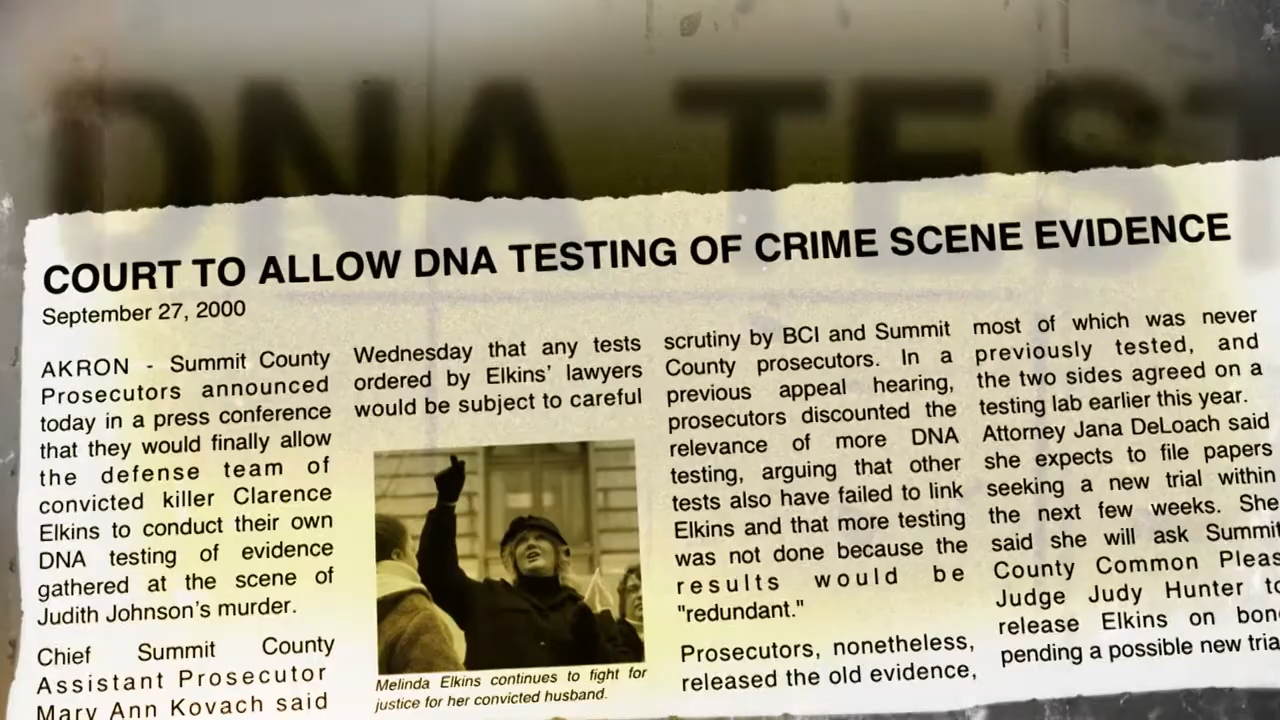 DNA TEST
COURT TO ALLOW DNA TESTING OF CRIME SCENE EVIDENCE
September 27, 2000
AKRON - Summit County
Prosecutors announced
today in a press conference
that they would finally allow
the defense team of
convicted killer Clarence
Elkins to conduct their own
DNA testing of evidence
gathered at the scene of
Judith Johnson's murder.
Chief Summit County
Assistant Prosecutor
Mary Ann Kovach said
Wednesday that any tests
ordered by Elkins' lawyers
would be subject to careful
Melinda Elkins continues to fight for
justice for her convicted husband.
scrutiny by BCI and Summit
County prosecutors. In a
previous appeal hearing,
prosecutors discounted the
relevance of more DNA
testing, arguing that other
tests also have failed to link
Elkins and that more testing
was not done because the
results would be
"redundant."
Prosecutors, nonetheless,
released the old evidence,
most of which was never
previously tested, and
the two sides agreed on a
testing lab earlier this year.
Attorney Jana DeLoach said
she expects to file papers
seeking a new trial within
the next few weeks. She
said she will ask Summit
County Common Pleas
Judge Judy Hunter to
release Elkins on bon
pending a possible new tria